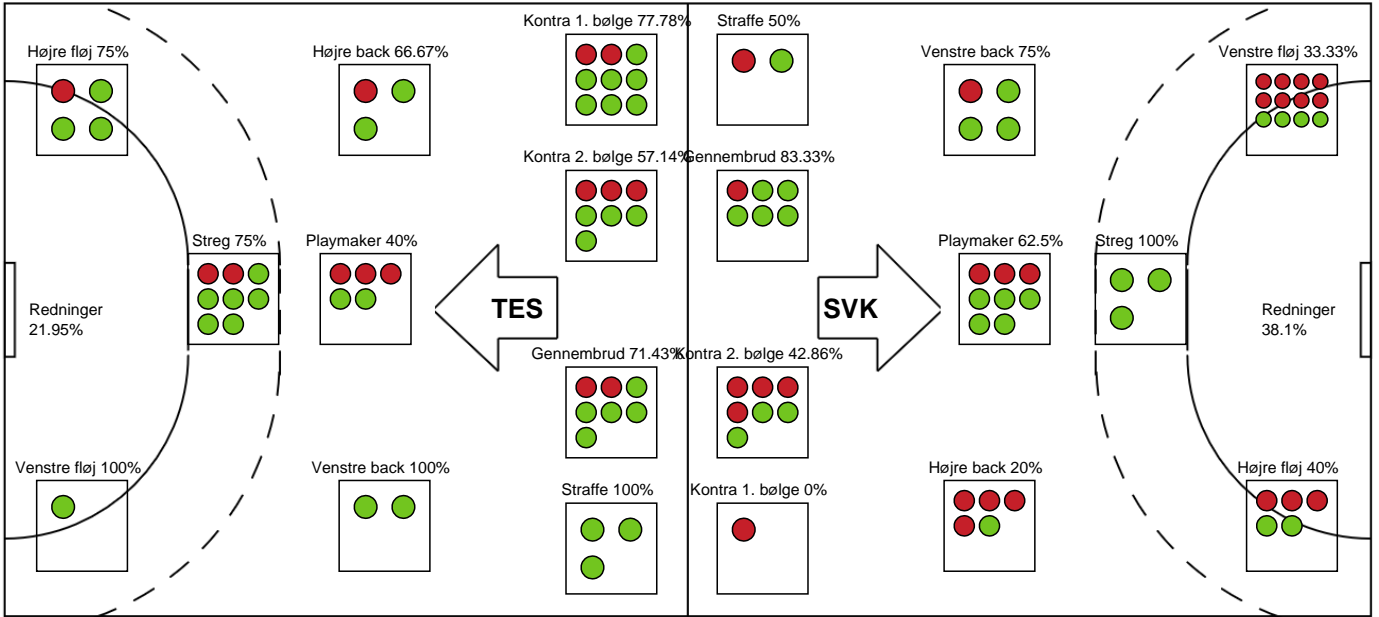 Kontra 1. bølge 77.78%
Straffe 50%
Højre fløj 75%
Højre back 66.67%
Venstre back 75%
Venstre fløj 33.33%
Kontra 2. bølge 57.14%
Gennembrud 83.33%
Streg 75%
Playmaker 40%
Playmaker 62.5%
Streg 100%
TES
SVK
Redninger
21.95%
Redninger
38.1%
Gennembrud 71.43%
Kontra 2. bølge 42.86%
Venstre fløj 100%
Venstre back 100%
Straffe 100%
Kontra 1. bølge 0%
Højre back 20%
Højre fløj 40%